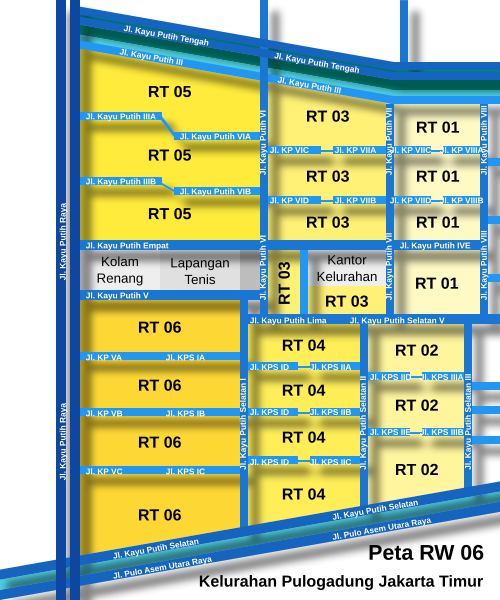 Jl. Kayu Putih Tengah
Jl. Kayu Putih III
Jl. Kayu Putih Tengah
Jl. Kayu Putih III
RT 05
Jl. Kayu Putih IIIA
Jl. Kayu Putih VIA
RT 05
Jl. Kayu Putih IIIB
Jl. Kayu Putih VIB
RT 05
Jl. Kayu Putih Raya
Jl. Kayu Putih VI
RT 03
Jl. KP VIC
Jl. KP VIIA
RT 03
Jl. KP VID
Jl. KP VIIB
RT 03
Jl. Kayu Putih VII
RT 01
Jl. KP VIIC
Jl. KP VIIIA
RT 01
Jl. KP VIID
Jl. KP VIIIB
RT 01
Jl. Kayu Putih VIII
Jl. Kayu Putih Empat
Jl. Kayu Putih IVE
Kolam
Renang
Lapangan
Tenis
Jl. Kayu Putih VI
RT 03
Kantor
Kelurahan
RT 03
Jl. Kayu Putih VII
RT 01
Jl. Kayu Putih VIII
Jl. Kayu Putih V
Jl. Kayu Putih Lima
Jl. Kayu Putih Selatan V
RT 06
Jl. KP VA
Jl. KPS IA
RT 06
Jl. KP VB
Jl. KPS IB
RT 06
Jl. KP VC
Jl. KPS IC
RT 06
Jl. Kayu Putih Raya
Jl. Kayu Putih Selatan I
RT 04
Jl. KPS ID
Jl. KPS IIA
RT 04
Jl. KPS ID
Jl. KPS IIB
RT 04
Jl. KPS ID
Jl. KPS IIC
RT 04
Jl. Kayu Putih Selatan II
RT 02
Jl. KPS IID
Jl. KPS IIIA
RT 02
Jl. KPS IIE
Jl. KPS IIIB
RT 02
Jl. Kayu Putih Selatan III
Jl. Kayu Putih Selatan
Jl. Kayu Putih Selatan
Jl. Pulo Asem Utara Raya
Jl. Pulo Asem Utara Raya
Peta RW 06
Kelurahan Pulogadung Jakarta Timur